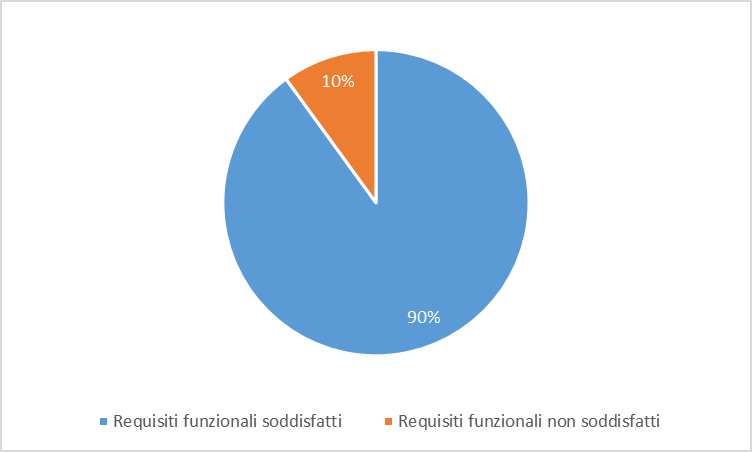 10%
90%
Requisiti funzionali soddisfatti
Requisiti funzionali non soddisfatti